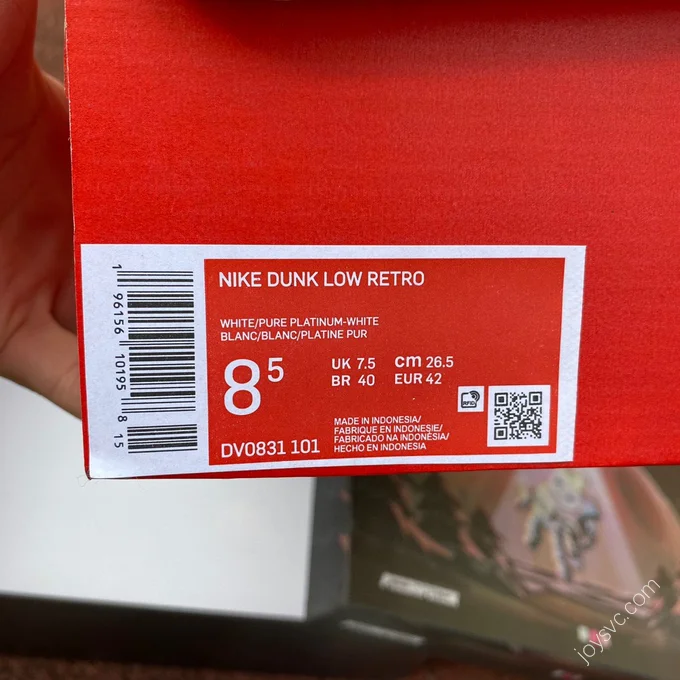 NIKE DUNK LOW RETRO
WHITE/PURE PLATINUM-WHITE
BLANC/BLANC/PLATINE PUR
8 5
UK 7.5 cm 26.5
BR 40 EUR 42
RFID
MADE IN INDONESIA/
FABRIQUE EN INDONESIE/
FABRICADO NA INDONÉSIA/
HECHO EN INDONESIA
DV0831 101
1 96156 10195 8 15
joysvc.com